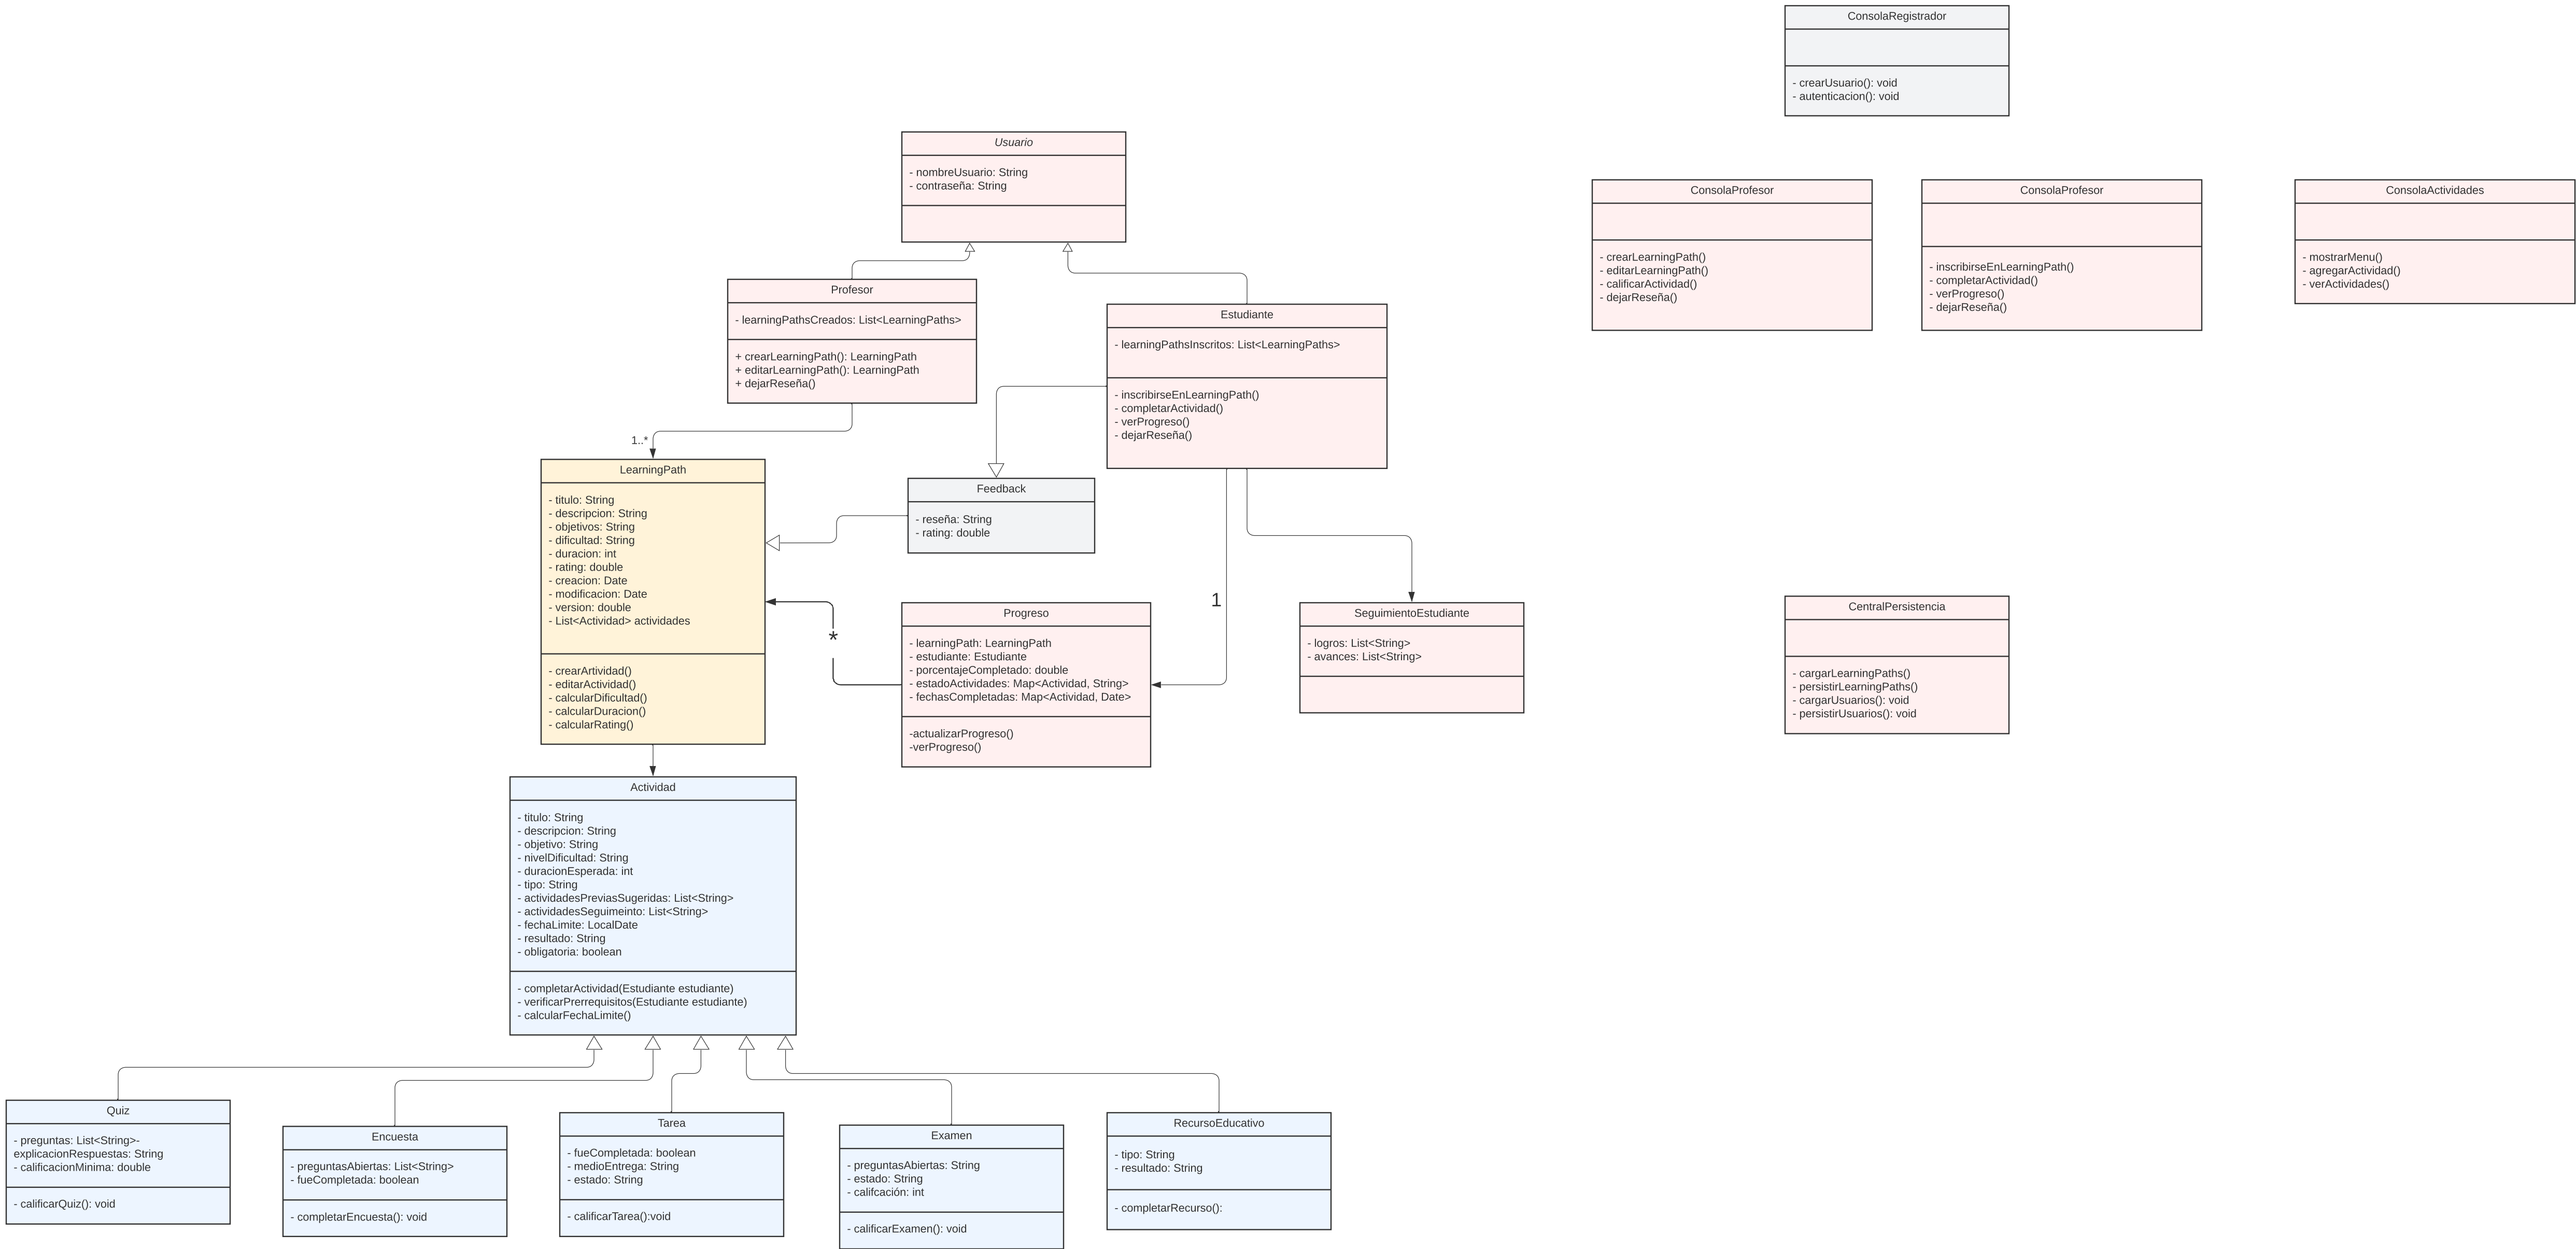 ConsolaRegistrador
- crearUsuario(): void
- autenticacion(): void
Usuario
- nombreUsuario: String
- contraseña: String
ConsolaProfesor
- crearLearningPath()
- editarLearningPath()
- calificarActividad()
- dejarReseña()
ConsolaProfesor
- inscribirseEnLearningPath()
- completarActividad()
- verProgreso()
- dejarReseña()
ConsolaActividades
- mostrarMenu()
- agregarActividad()
- verActividades()
Profesor
- learningPathsCreados: List<LearningPaths>
+ crearLearningPath(): LearningPath
+ editarLearningPath(): LearningPath
+ dejarReseña()
Estudiante
- learningPathsInscritos: List<LearningPaths>
- inscribirseEnLearningPath()
- completarActividad()
- verProgreso()
- dejarReseña()
1..*
LearningPath
- titulo: String
- descripcion: String
- objetivos: String
- dificultad: String
- duracion: int
- rating: double
- creacion: Date
- modificacion: Date
- version: double
- List<Actividad> actividades
- crearArtividad()
- editarActividad()
- calcularDificultad()
- calcularDuracion()
- calcularRating()
Feedback
- reseña: String
- rating: double
*
1
Progreso
- learningPath: LearningPath
- estudiante: Estudiante
- porcentajeCompletado: double
- estadoActividades: Map<Actividad, String>
- fechasCompletadas: Map<Actividad, Date>
-actualizarProgreso()
-verProgreso()
SeguimientoEstudiante
- logros: List<String>
- avances: List<String>
CentralPersistencia
- cargarLearningPaths()
- persistirLearningPaths()
- cargarUsuarios(): void
- persistirUsuarios(): void
Actividad
- titulo: String
- descripcion: String
- objetivo: String
- nivelDificultad: String
- duracionEsperada: int
- tipo: String
- actividadesPreviasSugeridas: List<String>
- actividadesSeguimeinto: List<String>
- fechaLimite: LocalDate
- resultado: String
- obligatoria: boolean
- completarActividad(Estudiante estudiante)
- verificarPrerrequisitos(Estudiante estudiante)
- calcularFechaLimite()
Quiz
- preguntas: List<String>-
explicacionRespuestas: String
- calificacionMinima: double
- calificarQuiz(): void
Encuesta
- preguntasAbiertas: List<String>
- fueCompletada: boolean
- completarEncuesta(): void
Tarea
- fueCompletada: boolean
- medioEntrega: String
- estado: String
- calificarTarea():void
Examen
- preguntasAbiertas: String
- estado: String
- califcación: int
- calificarExamen(): void
RecursoEducativo
- tipo: String
- resultado: String
- completarRecurso():